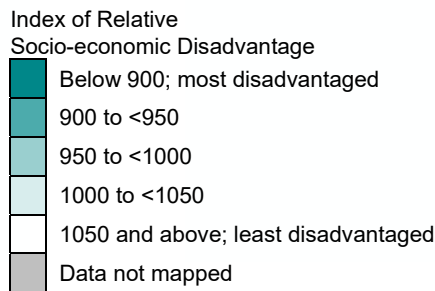 Index of Relative
Socio-economic Disadvantage
Below 900; most disadvantaged
900 to <950
950 to <1000
1000 to <1050
1050 and above; least disadvantaged
Data not mapped